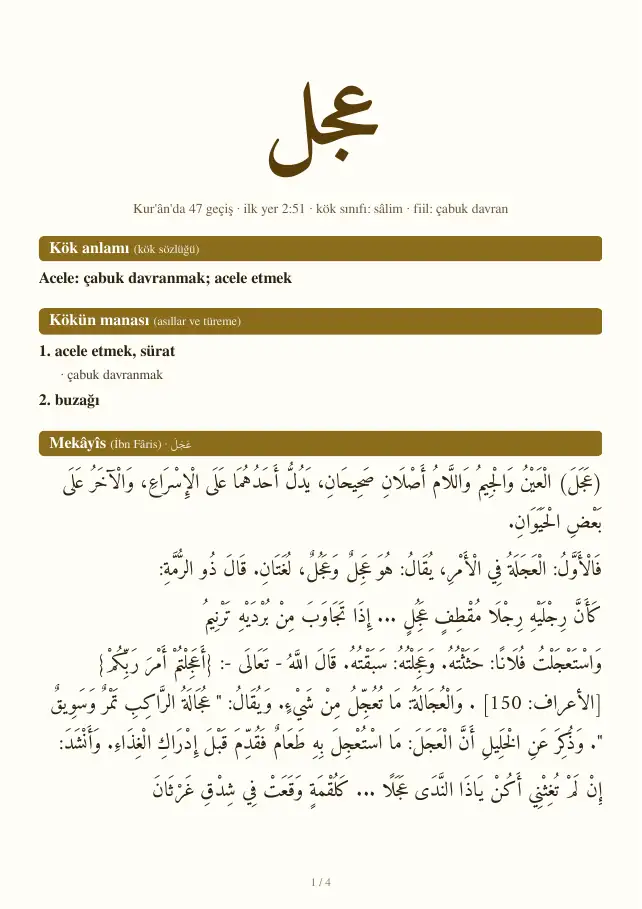 عجل
Kur'ân'da 47 geçiş · ilk yer 2:51 · kök sınıfı: sâlim · fiil: çabuk davran
Kök anlamı (kök sözlüğü)
Acele: çabuk davranmak; acele etmek
Kökün manası (asıllar ve türeme)
1. acele etmek, sürat
· çabuk davranmak
2. buzağı
Mekâyîs (İbn Fâris) · عَجَلَ
(عَجَلَ) الْعَيْنُ وَالْجِيمُ وَاللَّامُ أَصْلَانِ صَحِيحَانِ، يَدُلُّ أَحَدُهُمَا عَلَى الْإِسْرَاعِ، وَالْآخَرُ عَلَى
بَعْضِ الْحَيَوَانِ.
فَالْأَوَّلُ: الْعَجَلَةُ فِي الْأَمْرِ، يُقَالُ: هُوَ عَجِلٌ وَعَجُلٌ، لُغَتَانِ. قَالَ ذُو الرُّمَّةِ:
كَأَنَّ رِجْلَيْهِ رِجْلَا مُقْطِفٍ عَجُلٍ ... إِذَا تَجَاوَبَ مِنْ بُرْدَيْهِ تَرْنِيمُ
وَاسْتَعْجَلْتُ فُلَانًا: حَثَثْتُهُ. وَعَجِلْتُهُ: سَبَقْتُهُ. قَالَ اللَّهُ - تَعَالَى -: {أَعَجِلْتُمْ أَمْرَ رَبِّكُمْ}
[الأعراف: 150] . وَالْعُجَالَةُ: مَا تُعُجِّلُ مِنْ شَيْءٍ. وَيُقَالُ: " عُجَالَةُ الرَّاكِبِ تَمْرٌ وَسَوِيقٌ
". وَذُكِرَ عَنِ الْخَلِيلِ أَنَّ الْعَجَلَ: مَا اسْتُعْجِلَ بِهِ طَعَامٌ فَقُدِّمَ قَبْلَ إِدْرَاكِ الْغِذَاءِ. وَأَنْشَدَ:
إِنْ لَمْ تُغِثْنِي أَكُنْ يَاذَا النَّدَى عَجَلًا ... كَلُقْمَةٍ وَقَعَتْ فِي شِدْقِ غَرْثَانَ
1 / 4